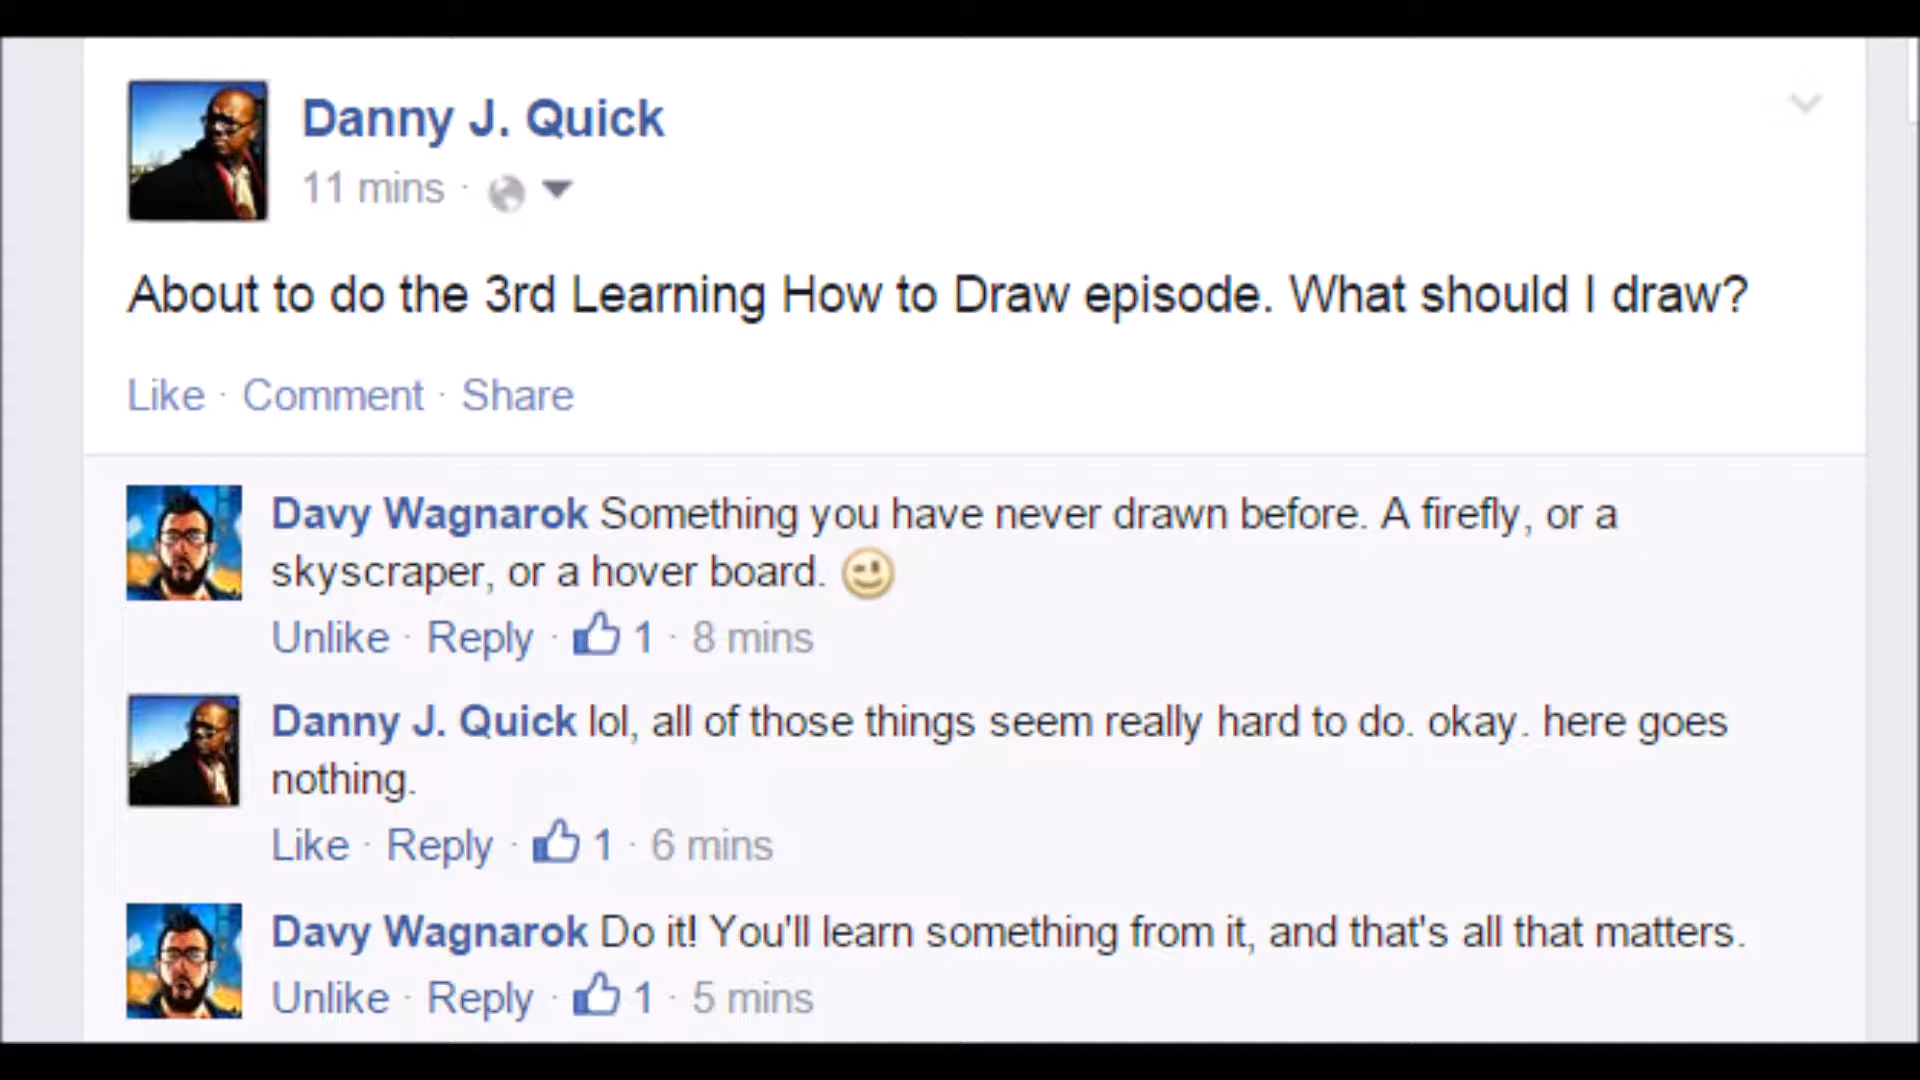 Danny J. Quick
11 mins ·
About to do the 3rd Learning How to Draw episode. What should I draw?
Like · Comment · Share
Davy Wagnarok Something you have never drawn before. A firefly, or a
skyscraper, or a hover board.
Unlike · Reply · 1 · 8 mins
Danny J. Quick lol, all of those things seem really hard to do. okay. here goes
nothing.
Like · Reply · 1 · 6 mins
Davy Wagnarok Do it! You'll learn something from it, and that's all that matters.
Unlike · Reply · 1 · 5 mins